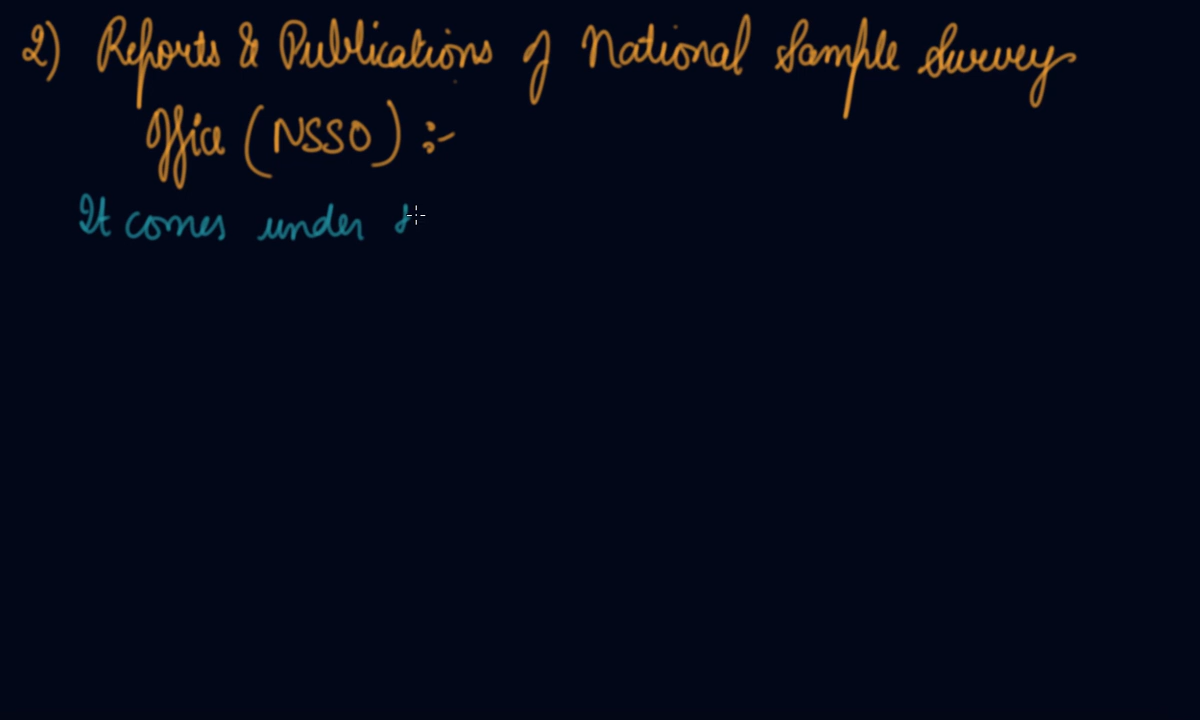 2) Reports & Publications of National Sample Survey
Office (NSSO) :-
It comes under